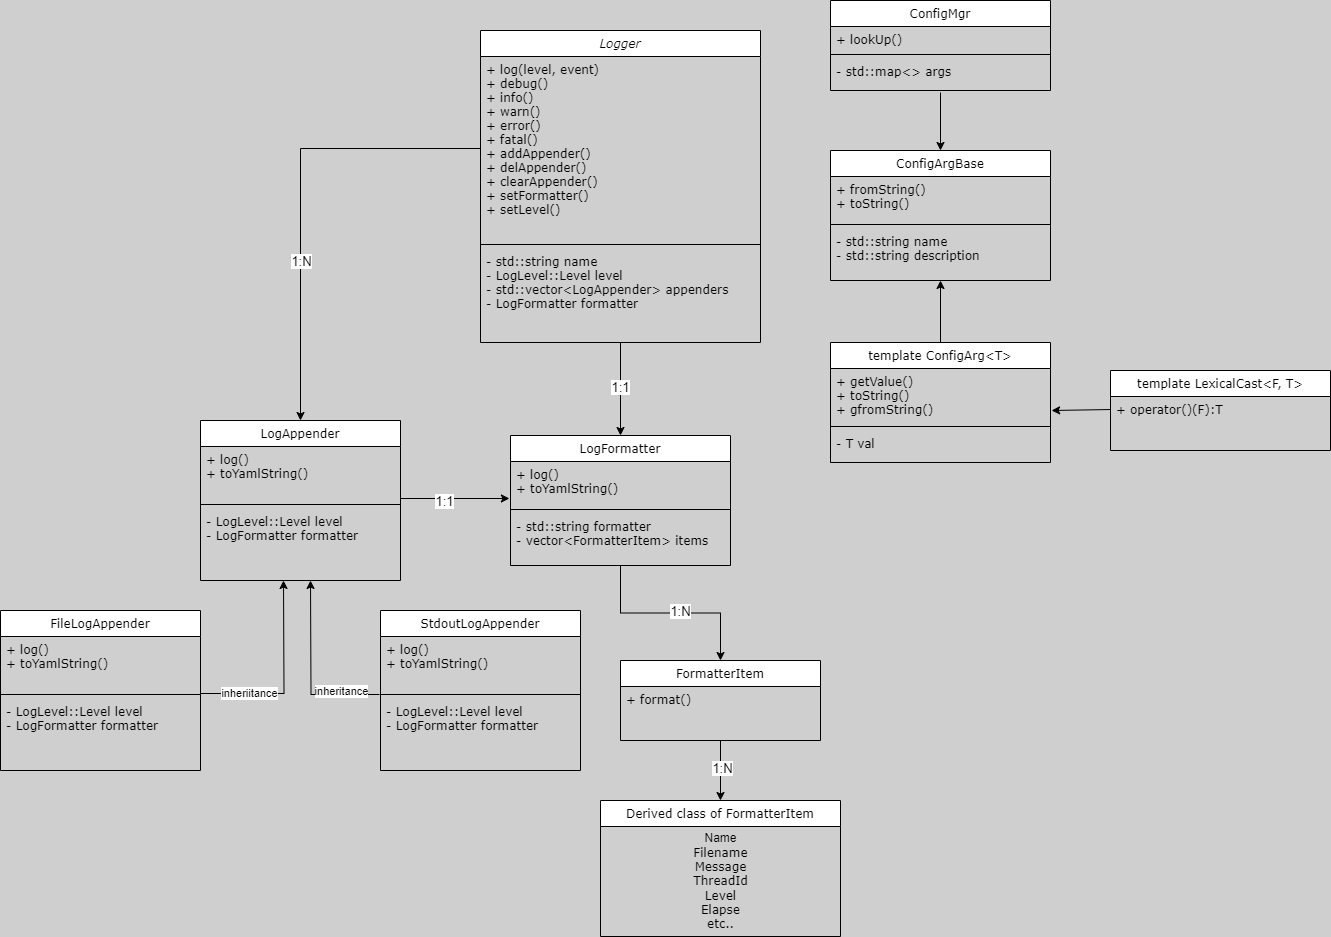 Logger
+ log(level, event)
+ debug()
+ info()
+ warn()
+ error()
+ fatal()
+ addAppender()
+ delAppender()
+ clearAppender()
+ setFormatter()
+ setLevel()
- std::string name
- LogLevel::Level level
- std::vector<LogAppender> appenders
- LogFormatter formatter
1:N
1:1
LogAppender
+ log()
+ toYamlString()
- LogLevel::Level level
- LogFormatter formatter
1:1
LogFormatter
+ log()
+ toYamlString()
- std::string formatter
- vector<FormatterItem> items
FileLogAppender
+ log()
+ toYamlString()
- LogLevel::Level level
- LogFormatter formatter
inheriitance
inheritance
StdoutLogAppender
+ log()
+ toYamlString()
- LogLevel::Level level
- LogFormatter formatter
1:N
FormatterItem
+ format()
1:N
Derived class of FormatterItem
Name
Filename
Message
ThreadId
Level
Elapse
etc..
ConfigMgr
+ lookUp()
- std::map<> args
ConfigArgBase
+ fromString()
+ toString()
- std::string name
- std::string description
template ConfigArg<T>
+ getValue()
+ toString()
+ gfromString()
- T val
template LexicalCast<F, T>
+ operator()(F):T